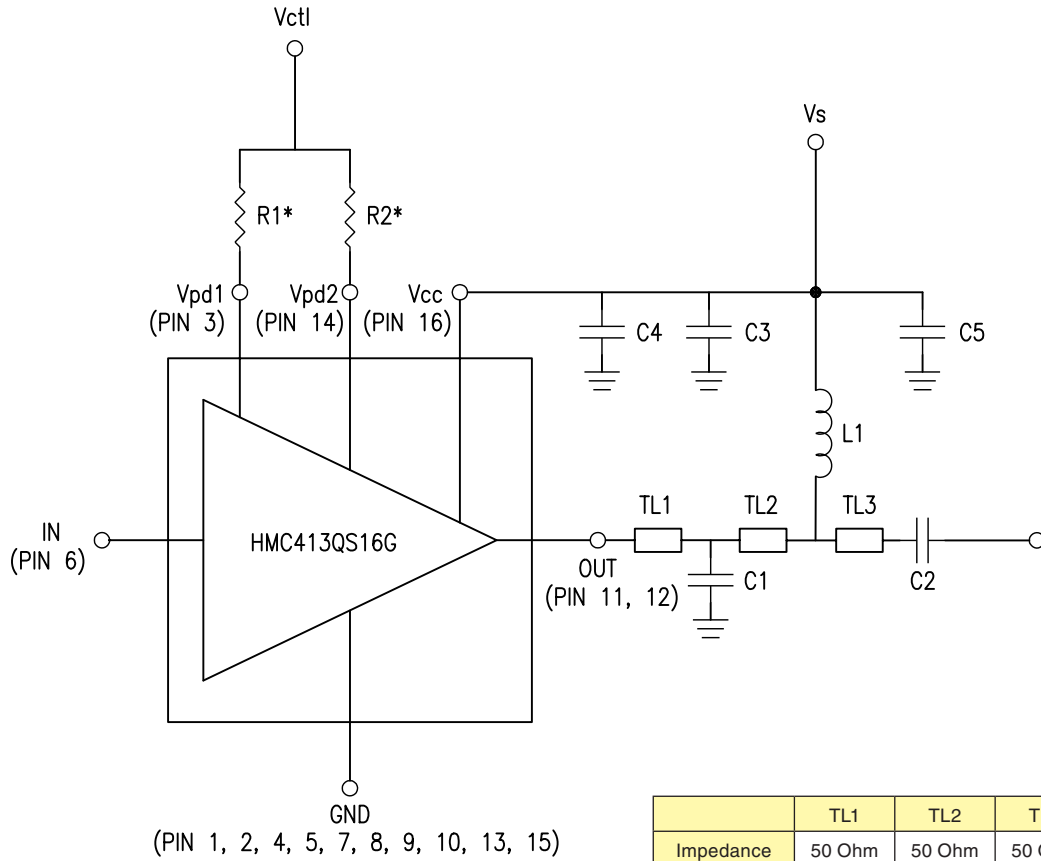 Vctl
Vs
R1*
R2*
Vpd1
(PIN 3)
Vpd2
(PIN 14)
Vcc
(PIN 16)
C4
C3
C5
L1
IN
(PIN 6)
HMC413QS16G
TL1
TL2
TL3
OUT
(PIN 11, 12)
C1
C2
GND
(PIN 1, 2, 4, 5, 7, 8, 9, 10, 13, 15)
TL1 TL2
Impedance 50 Ohm 50 Ohm 50